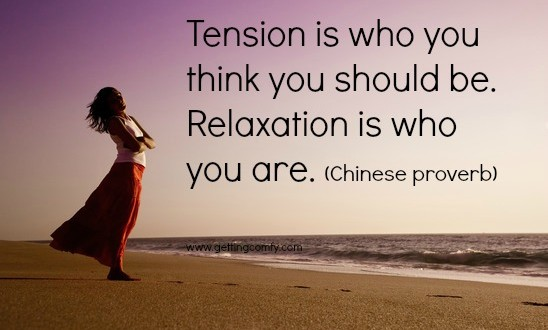 Tension is who you
think you should be.
Relaxation is who
you are. (Chinese proverb)
www.gettingcomfy.com